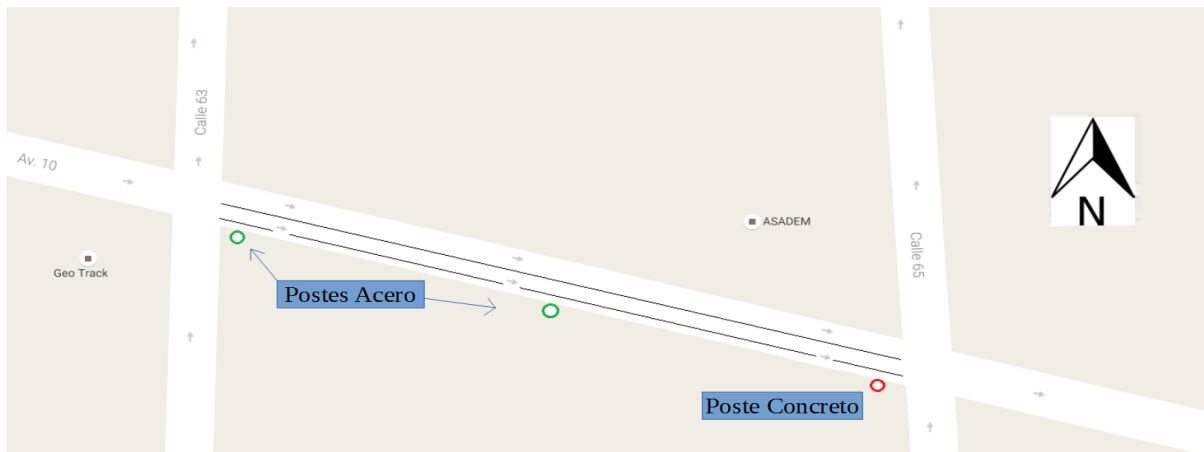 Calle 63
Av. 10
Geo Track
Postes Acero
ASADEM
N
Calle 65
Poste Concreto